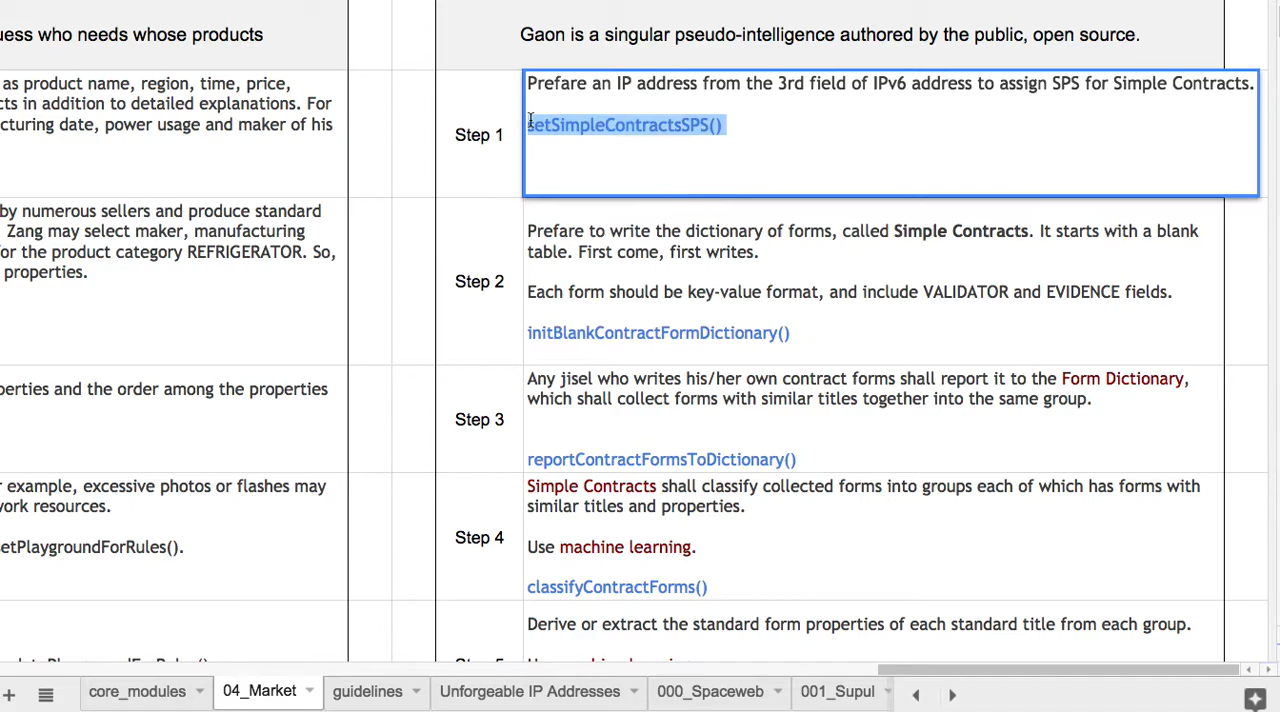 uess who needs whose products
as product name, region, time, price,
cts in addition to detailed explanations. For
cturing date, power usage and maker of his
by numerous sellers and produce standard
Zang may select maker, manufacturing
for the product category REFRIGERATOR. So,
properties.
perties and the order among the properties
r example, excessive photos or flashes may
work resources.
setPlaygroundForRules().
Gaon is a singular pseudo-intelligence authored by the public, open source.
Step 1
Prefare an IP address from the 3rd field of IPv6 address to assign SPS for Simple Contracts.
setSimpleContractsSPS()
Step 2
Prefare to write the dictionary of forms, called Simple Contracts. It starts with a blank
table. First come, first writes.
Each form should be key-value format, and include VALIDATOR and EVIDENCE fields.
initBlankContractFormDictionary()
Step 3
Any jisel who writes his/her own contract forms shall report it to the Form Dictionary,
which shall collect forms with similar titles together into the same group.
reportContractFormsToDictionary()
Step 4
Simple Contracts shall classify collected forms into groups each of which has forms with
similar titles and properties.
Use machine learning.
classifyContractForms()
Derive or extract the standard form properties of each standard title from each group.
core_modules
04_Market
guidelines
Unforgeable IP Addresses
000_Spaceweb
001_Supul